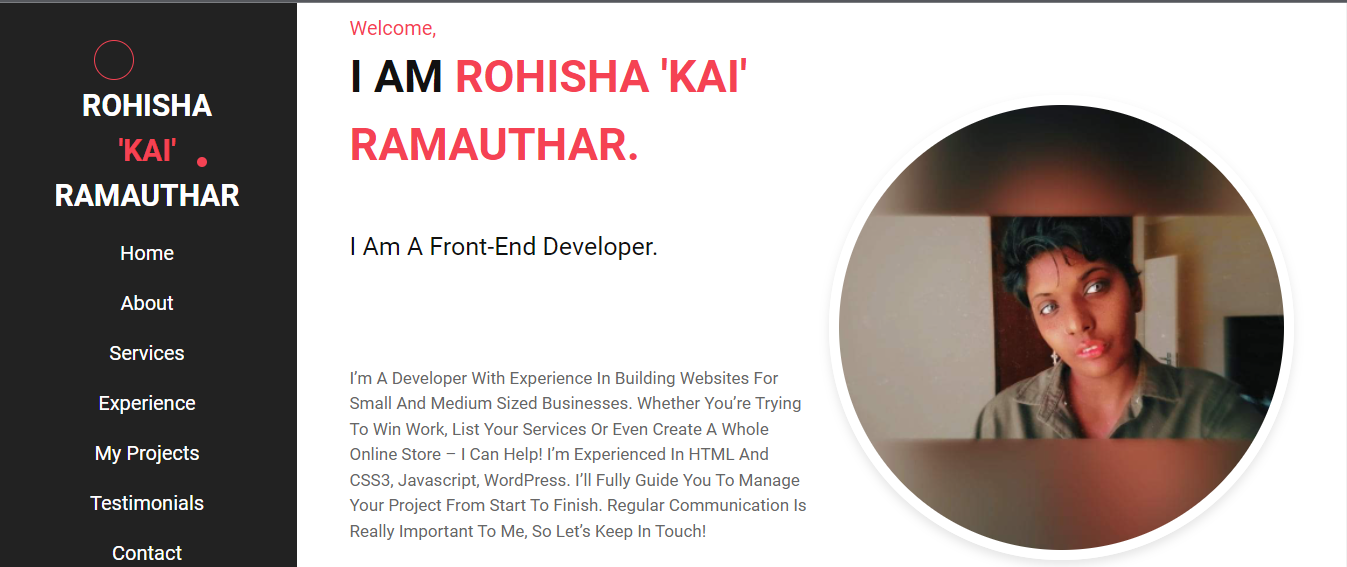 ROHISHA
'KAI'
RAMAUTHAR
Home
About
Services
Experience
My Projects
Testimonials
Contact
Welcome,
I AM ROHISHA 'KAI'
RAMAUTHAR.
I Am A Front-End Developer.
I’m A Developer With Experience In Building Websites For
Small And Medium Sized Businesses. Whether You’re Trying
To Win Work, List Your Services Or Even Create A Whole
Online Store – I Can Help! I’m Experienced In HTML And
CSS3, Javascript, WordPress. I’ll Fully Guide You To Manage
Your Project From Start To Finish. Regular Communication Is
Really Important To Me, So Let’s Keep In Touch!